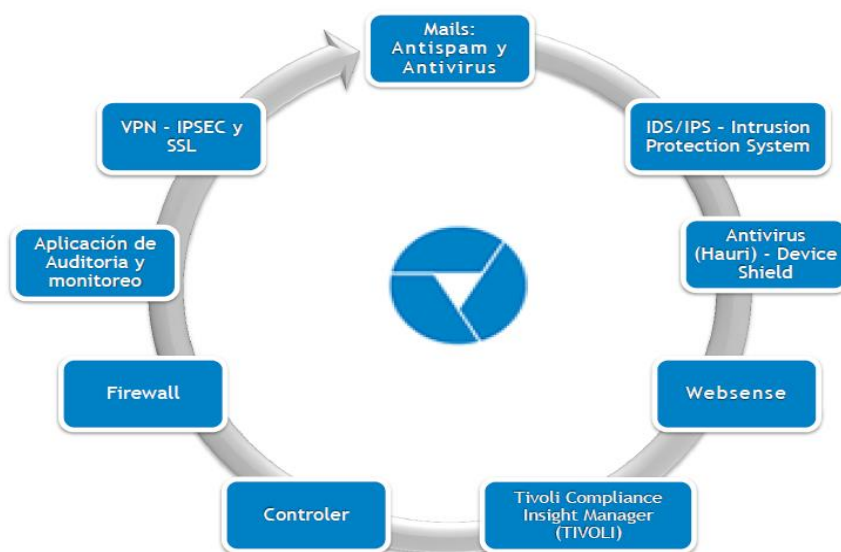 Mails:
Antispam y
Antivirus
IDS/IPS – Intrusion
Protection System
Antivirus
(Hauri) - Device
Shield
Websense
Tivoli Compliance
Insight Manager
(TIVOLI)
Controler
Firewall
Aplicación de
Auditoria y
monitoreo
VPN – IPSEC y
SSL